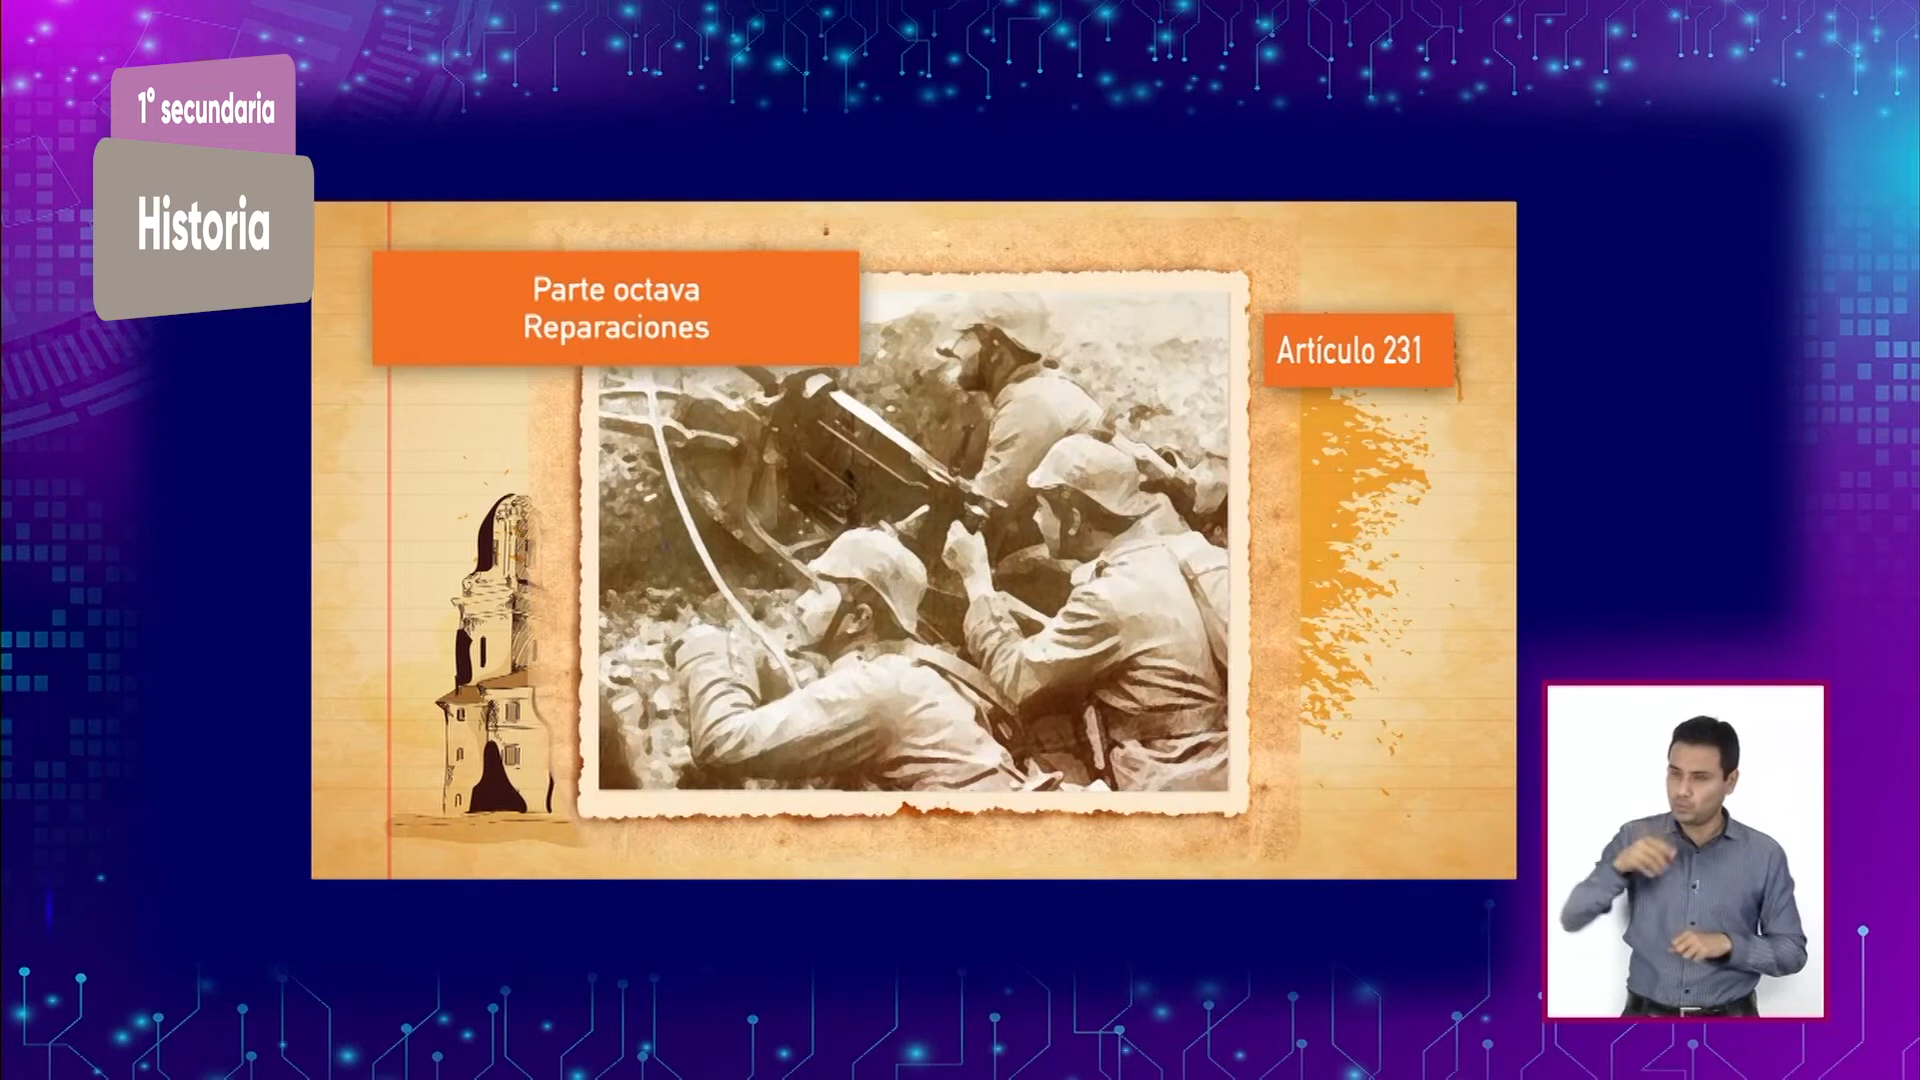 1° secundaria
Historia
Parte octava
Reparaciones
Artículo 231